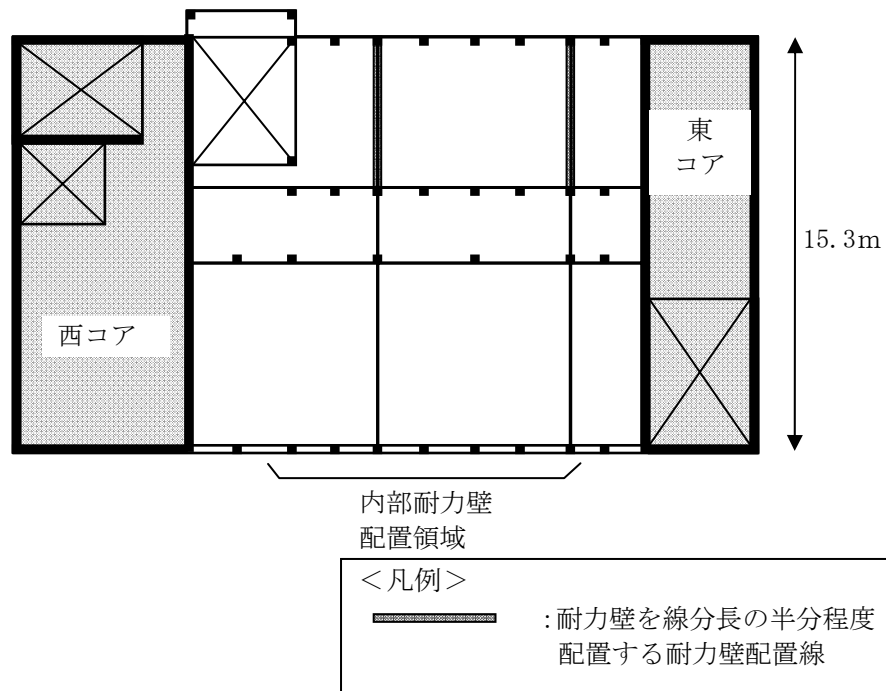 東
コア
15.3m
西コア
内部耐力壁
配置領域
＜凡例＞
:耐力壁を線分長の半分程度
配置する耐力壁配置線